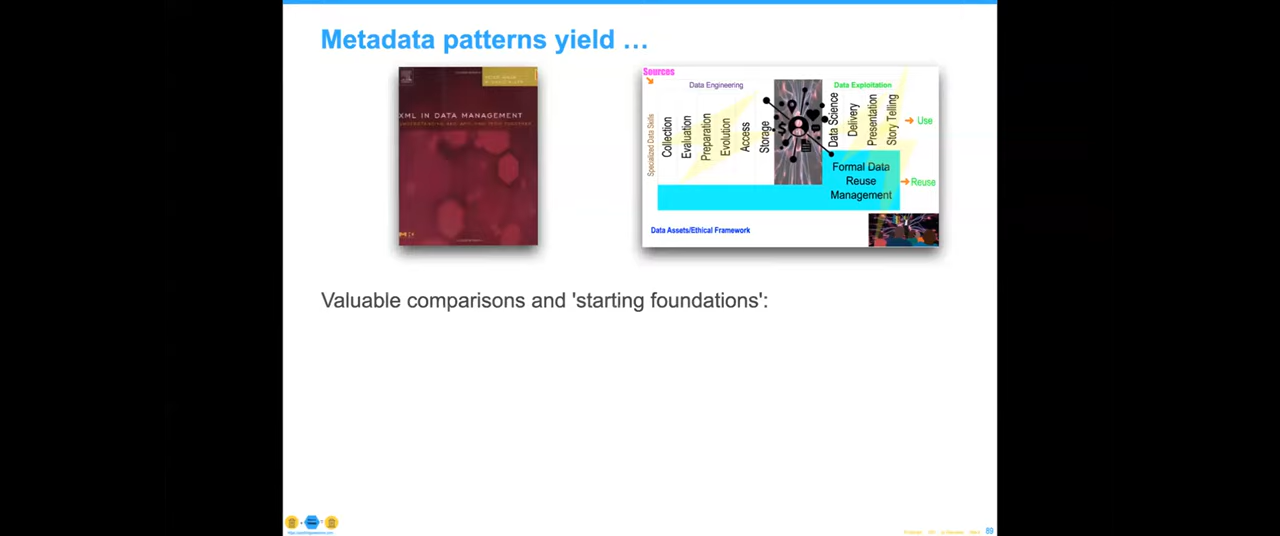 Metadata patterns yield …
XML IN DATA MANAGEMENT
Sources
Data Engineering
Data Exploitation
Specialized Data Skills
Collection
Evaluation
Preparation
Evolution
Access
Storage
Data Science
Delivery
Presentation
Story Telling
Use
Formal Data
Reuse
Management
Reuse
Data Assets/Ethical Framework
Valuable comparisons and 'starting foundations':
89